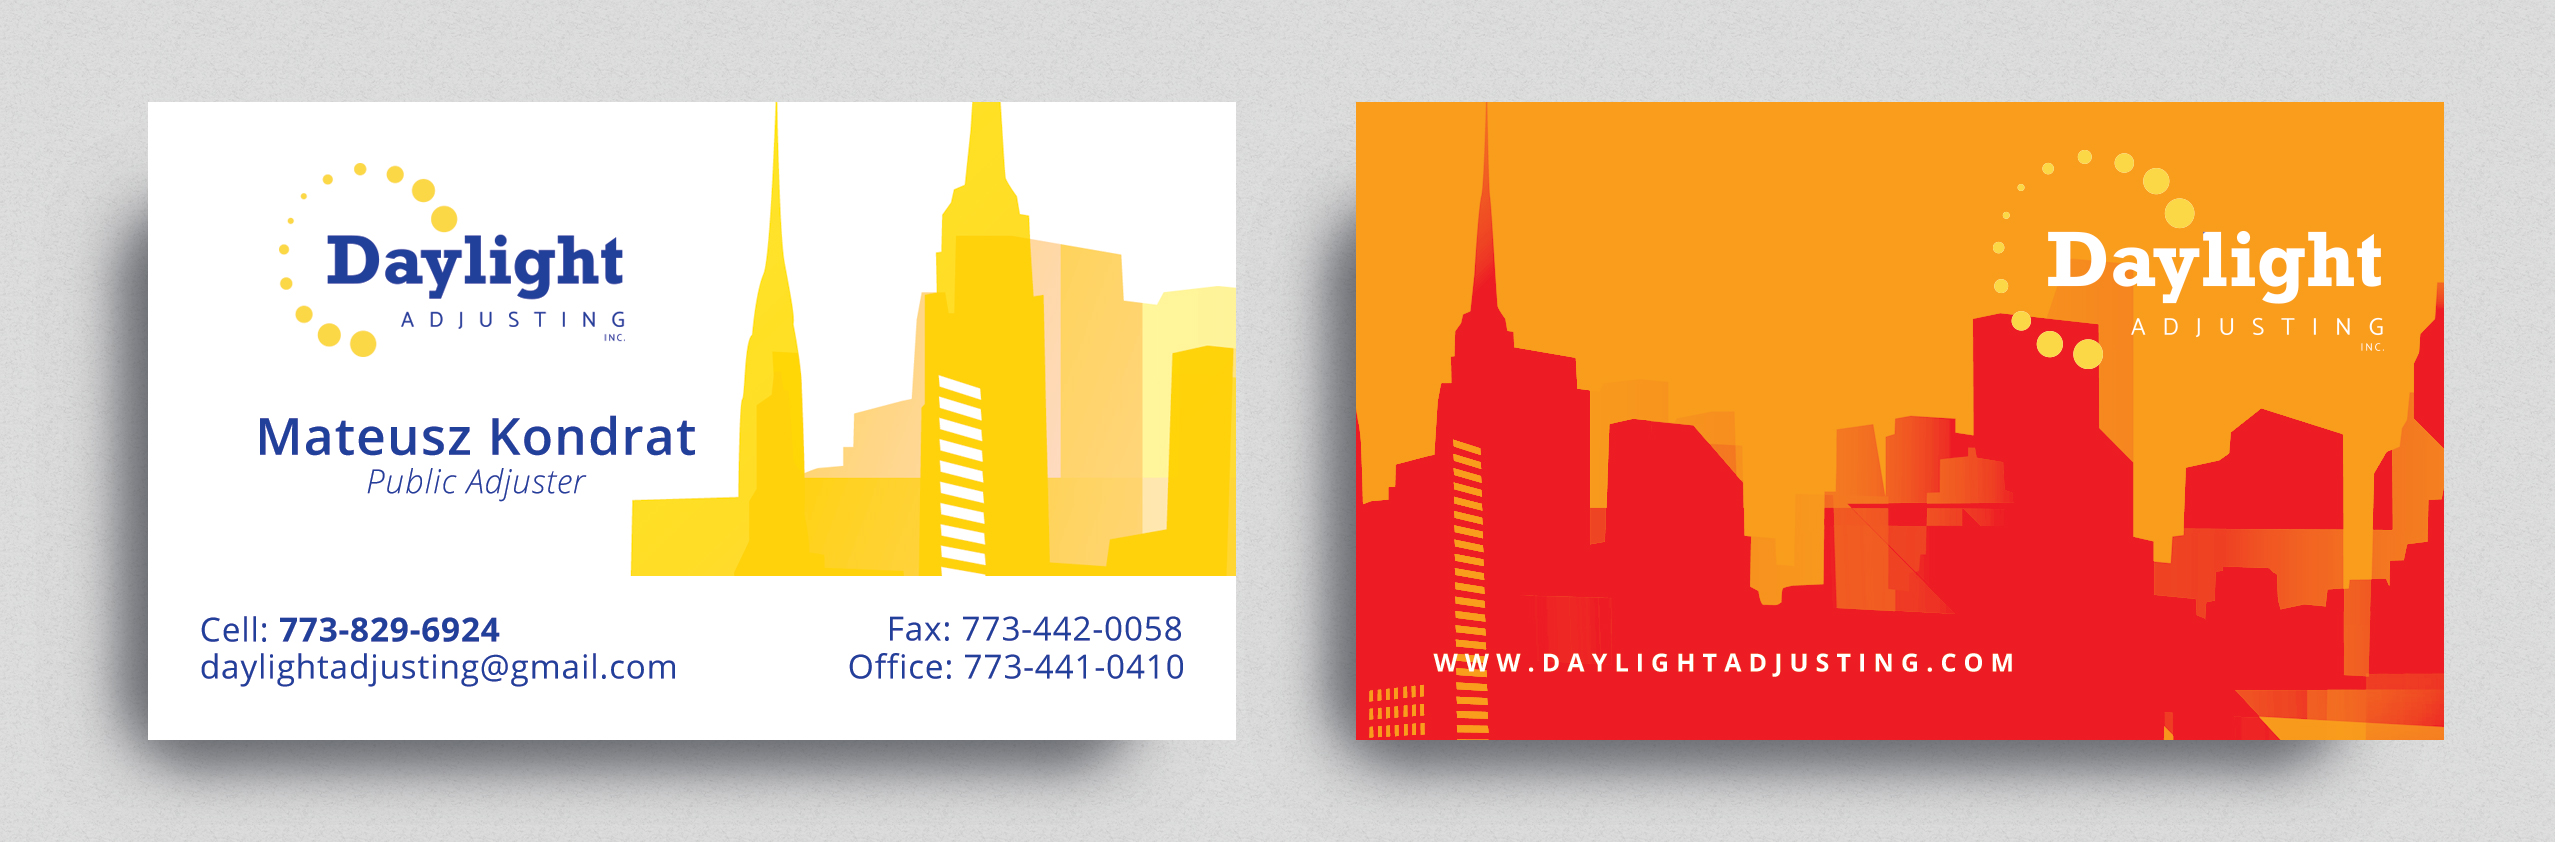 Daylight
ADJUSTING
INC.
Mateusz Kondrat
Public Adjuster
Cell: 773-829-6924
daylightadjusting@gmail.com
Fax: 773-442-0058
Office: 773-441-0410
Daylight
ADJUSTING
INC.
WWW.DAYLIGHTADJUSTING.COM